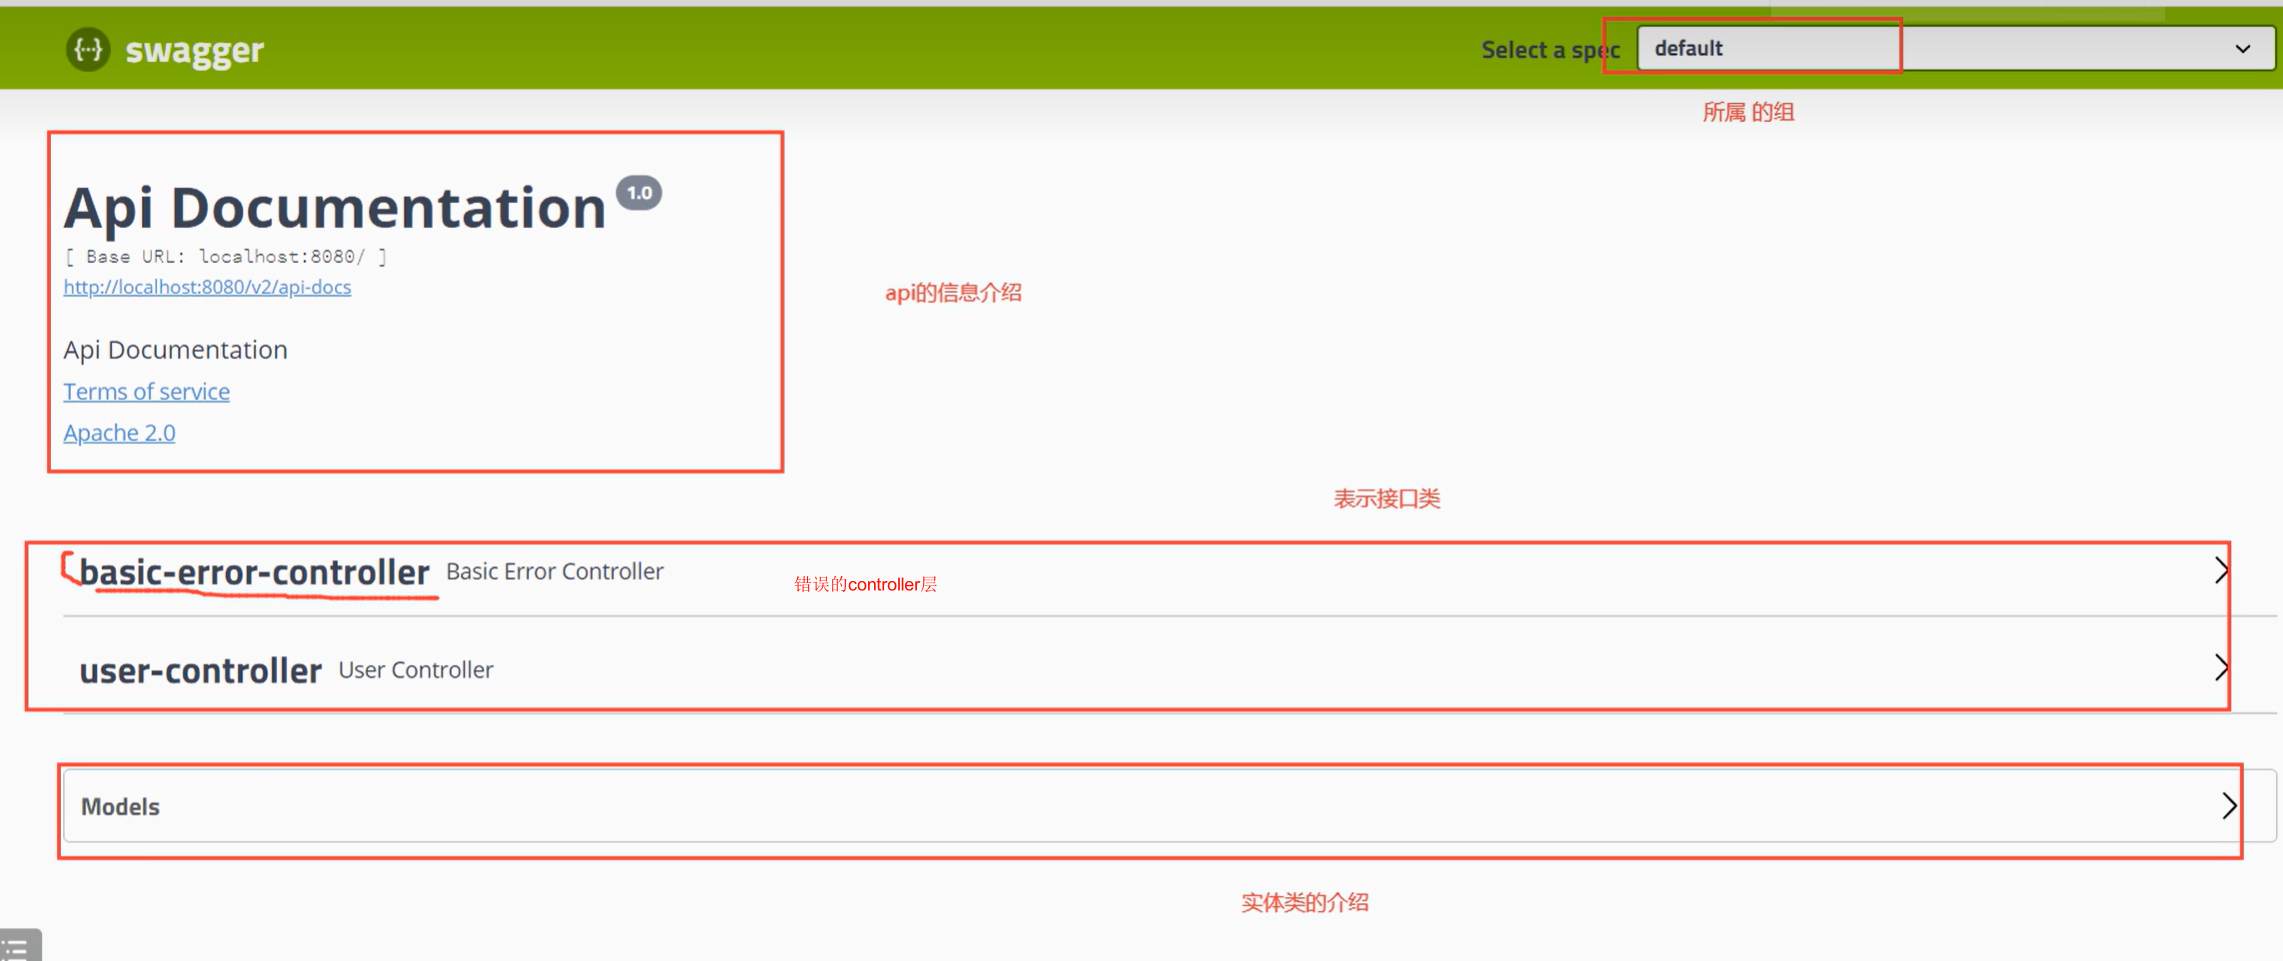 swagger
Select a spec
default
所属 的组
Api Documentation 1.0
[ Base URL: localhost:8080/ ]
http://localhost:8080/v2/api-docs
api的信息介绍
Api Documentation
Terms of service
Apache 2.0
表示接口类
basic-error-controller Basic Error Controller
错误的controller层
user-controller User Controller
Models
实体类的介绍